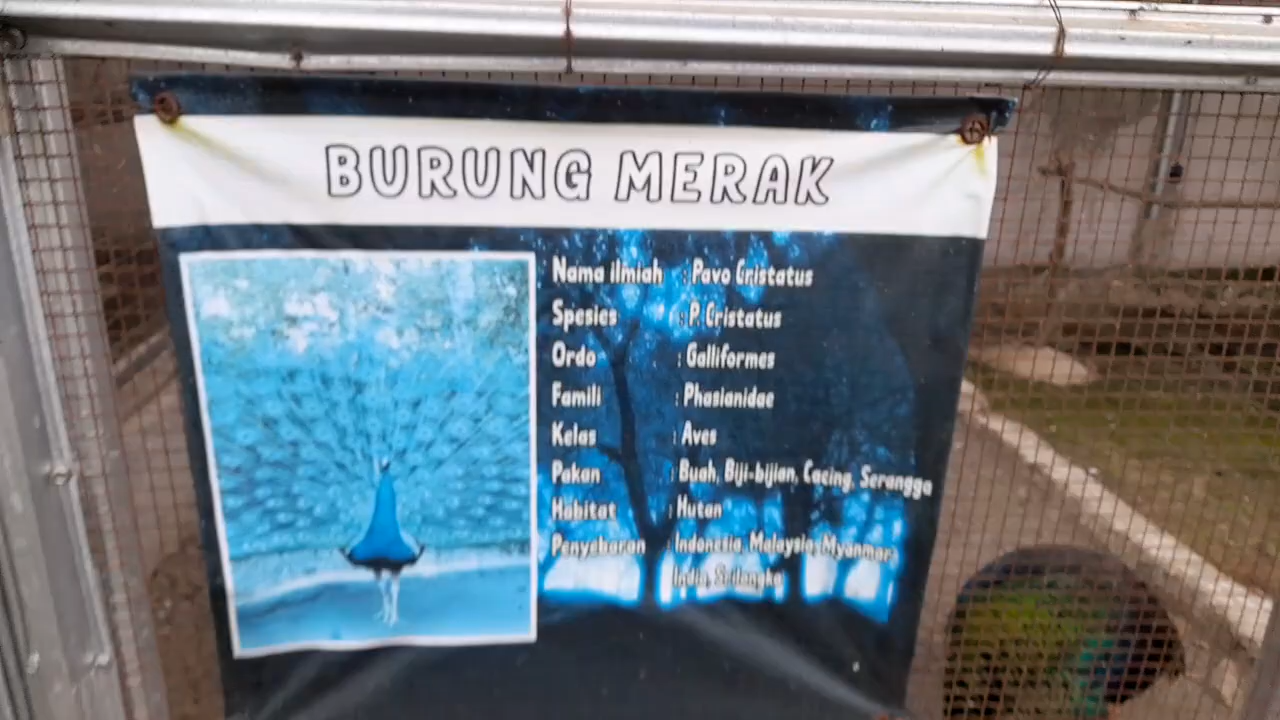 BURUNG MERAK
Nama ilmiah : Pavo Cristatus
Spesies : P. Cristatus
Ordo : Galliformes
Famili : Phasianidae
Kelas : Aves
Pakan : Buah, Biji-bijian, Cacing, Serangga
Habitat : Hutan
Penyebaran : Indonesia, Malaysia, Myanmar
India, Srilangka